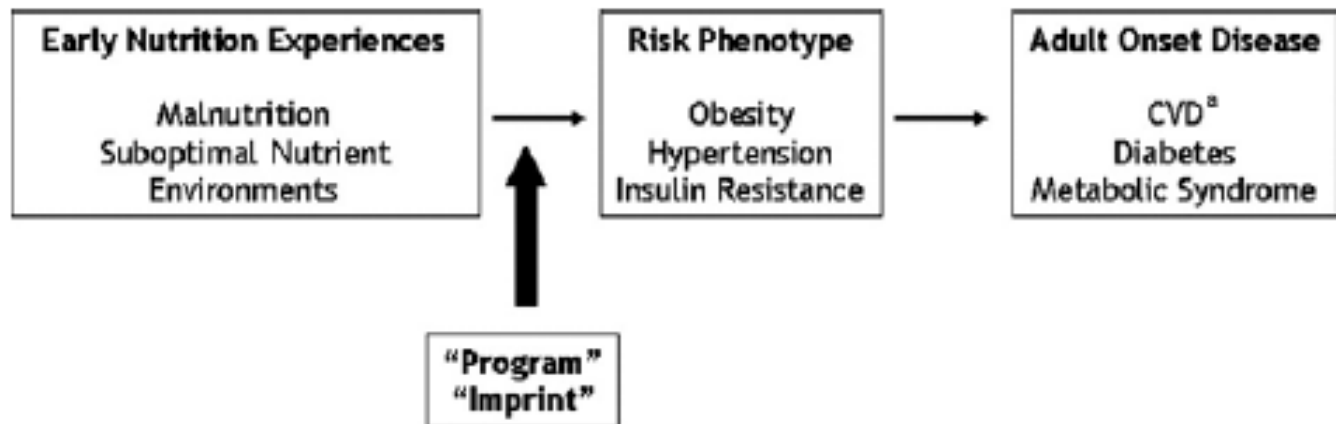 Early Nutrition Experiences
Malnutrition
Suboptimal Nutrient
Environments
Risk Phenotype
Obesity
Hypertension
Insulin Resistance
Adult Onset Disease
CVDª
Diabetes
Metabolic Syndrome
“Program”
“Imprint”